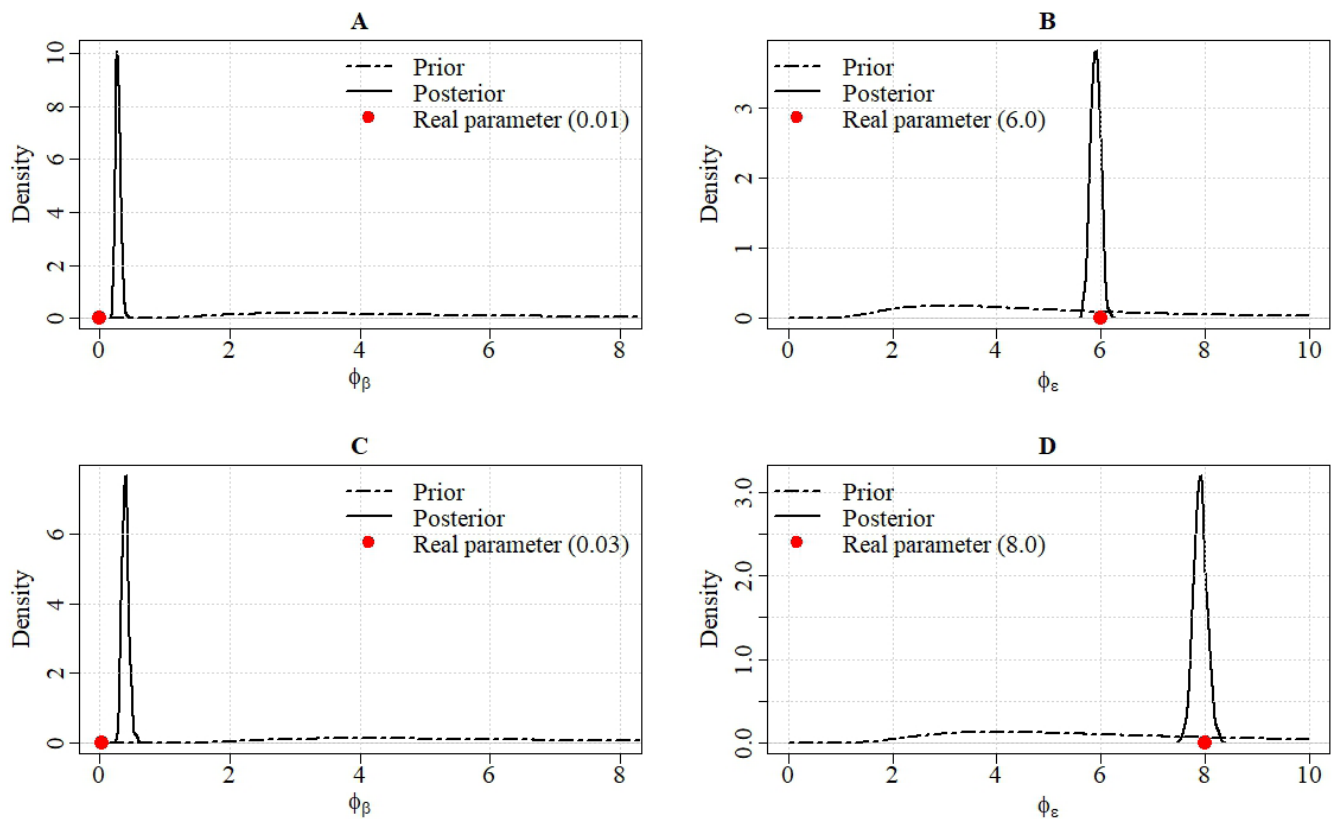 A
Density
0
2
4
6
8
10
Prior
Posterior
Real parameter (0.01)
0
2
4
6
8
ϕβ
B
Density
0
1
2
3
Prior
Posterior
Real parameter (6.0)
0
2
4
6
8
10
ϕε
C
Density
0
2
4
6
Prior
Posterior
Real parameter (0.03)
0
2
4
6
8
ϕβ
D
Density
0.0
1.0
2.0
3.0
Prior
Posterior
Real parameter (8.0)
0
2
4
6
8
10
ϕε